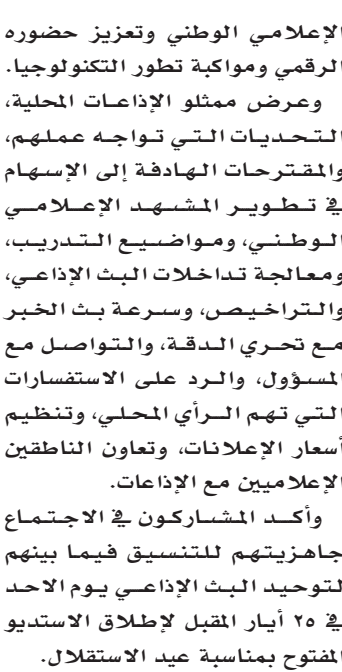 الإعلامي الوطني وتعزيز حضوره
الرقمي ومواكبة تطور التكنولوجيا.
وعرض ممثلو الإذاعات المحلية،
التحديات التي تواجه عملهم،
والمقترحات الهادفة إلى الإسهام
في تطوير المشهد الإعلامي
الوطني، ومواضيع التدريب،
ومعالجة تداخلات البث الإذاعي،
والتراخيص، وسرعة بث الخبر
مع تحري الدقة، والتواصل مع
المسؤول، والرد على الاستفسارات
التي تهم الرأي المحلي، وتنظيم
أسعار الإعلانات، وتعاون الناطقين
الإعلاميين مع الإذاعات.
وأكد المشاركون في الاجتماع
جاهزيتهم للتنسيق فيما بينهم
لتوحيد البث الإذاعي يوم الاحد
في ٢٥ أيار المقبل لإطلاق الاستديو
المفتوح بمناسبة عيد الاستقلال.